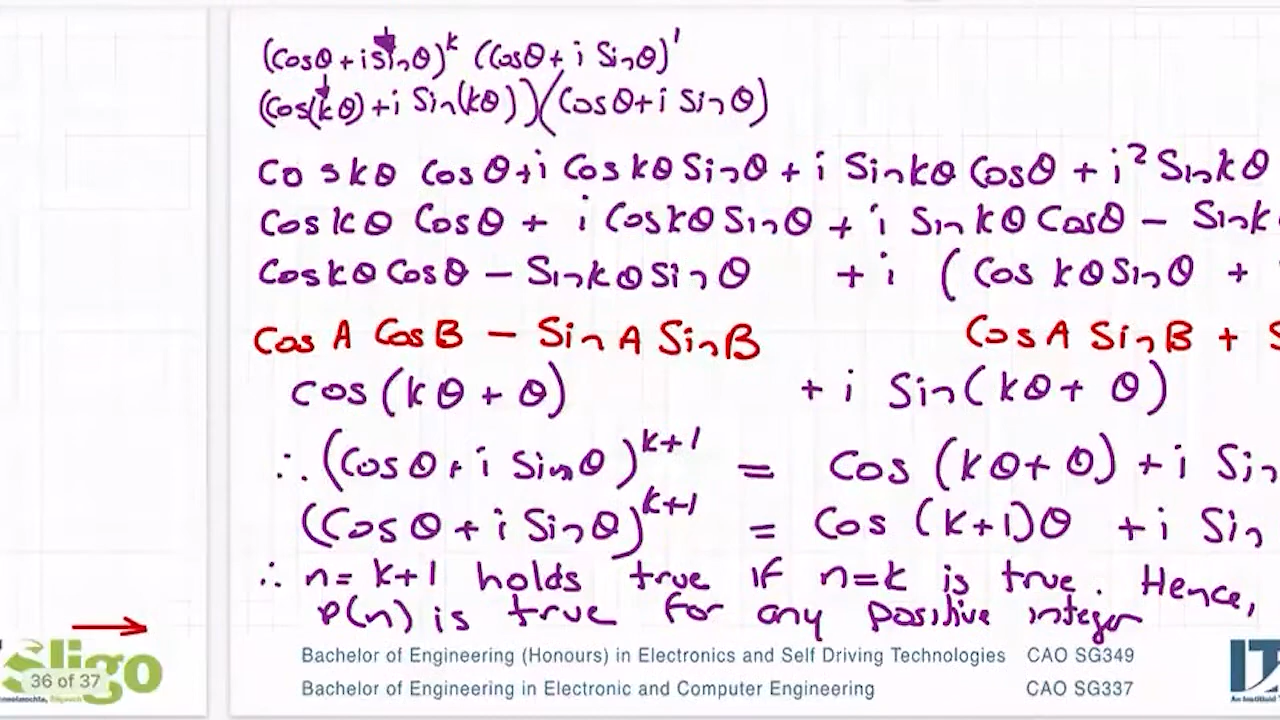 (Cosθ + i Sinθ)^k (Cosθ + i Sinθ)^1
(Cos(kθ) + i Sin(kθ))(Cosθ + i Sinθ)
Cos kθ Cosθ + i Cos kθ Sinθ + i Sin kθ Cosθ + i² Sin kθ
Cos kθ Cosθ + i Cos kθ Sinθ + i Sin kθ Cosθ − Sin k
Cos kθ Cosθ − Sin kθ Sinθ + i (Cos kθ Sinθ +
Cos A Cos B − Sin A Sin B Cos A Sin B + S
Cos (kθ + θ) + i Sin (kθ + θ)
∴ (Cosθ + i Sinθ)^k+1 = Cos (kθ + θ) + i Sin
(Cosθ + i Sinθ)^k+1 = Cos (k+1)θ + i Sin
∴ n = k+1 holds true if n=k is true. Hence,
P(n) is true for any positive integer
Sligo
36 of 37
Bachelor of Engineering (Honours) in Electronics and Self Driving Technologies CAO SG349
Bachelor of Engineering in Electronic and Computer Engineering CAO SG337
IT
An Institiúid